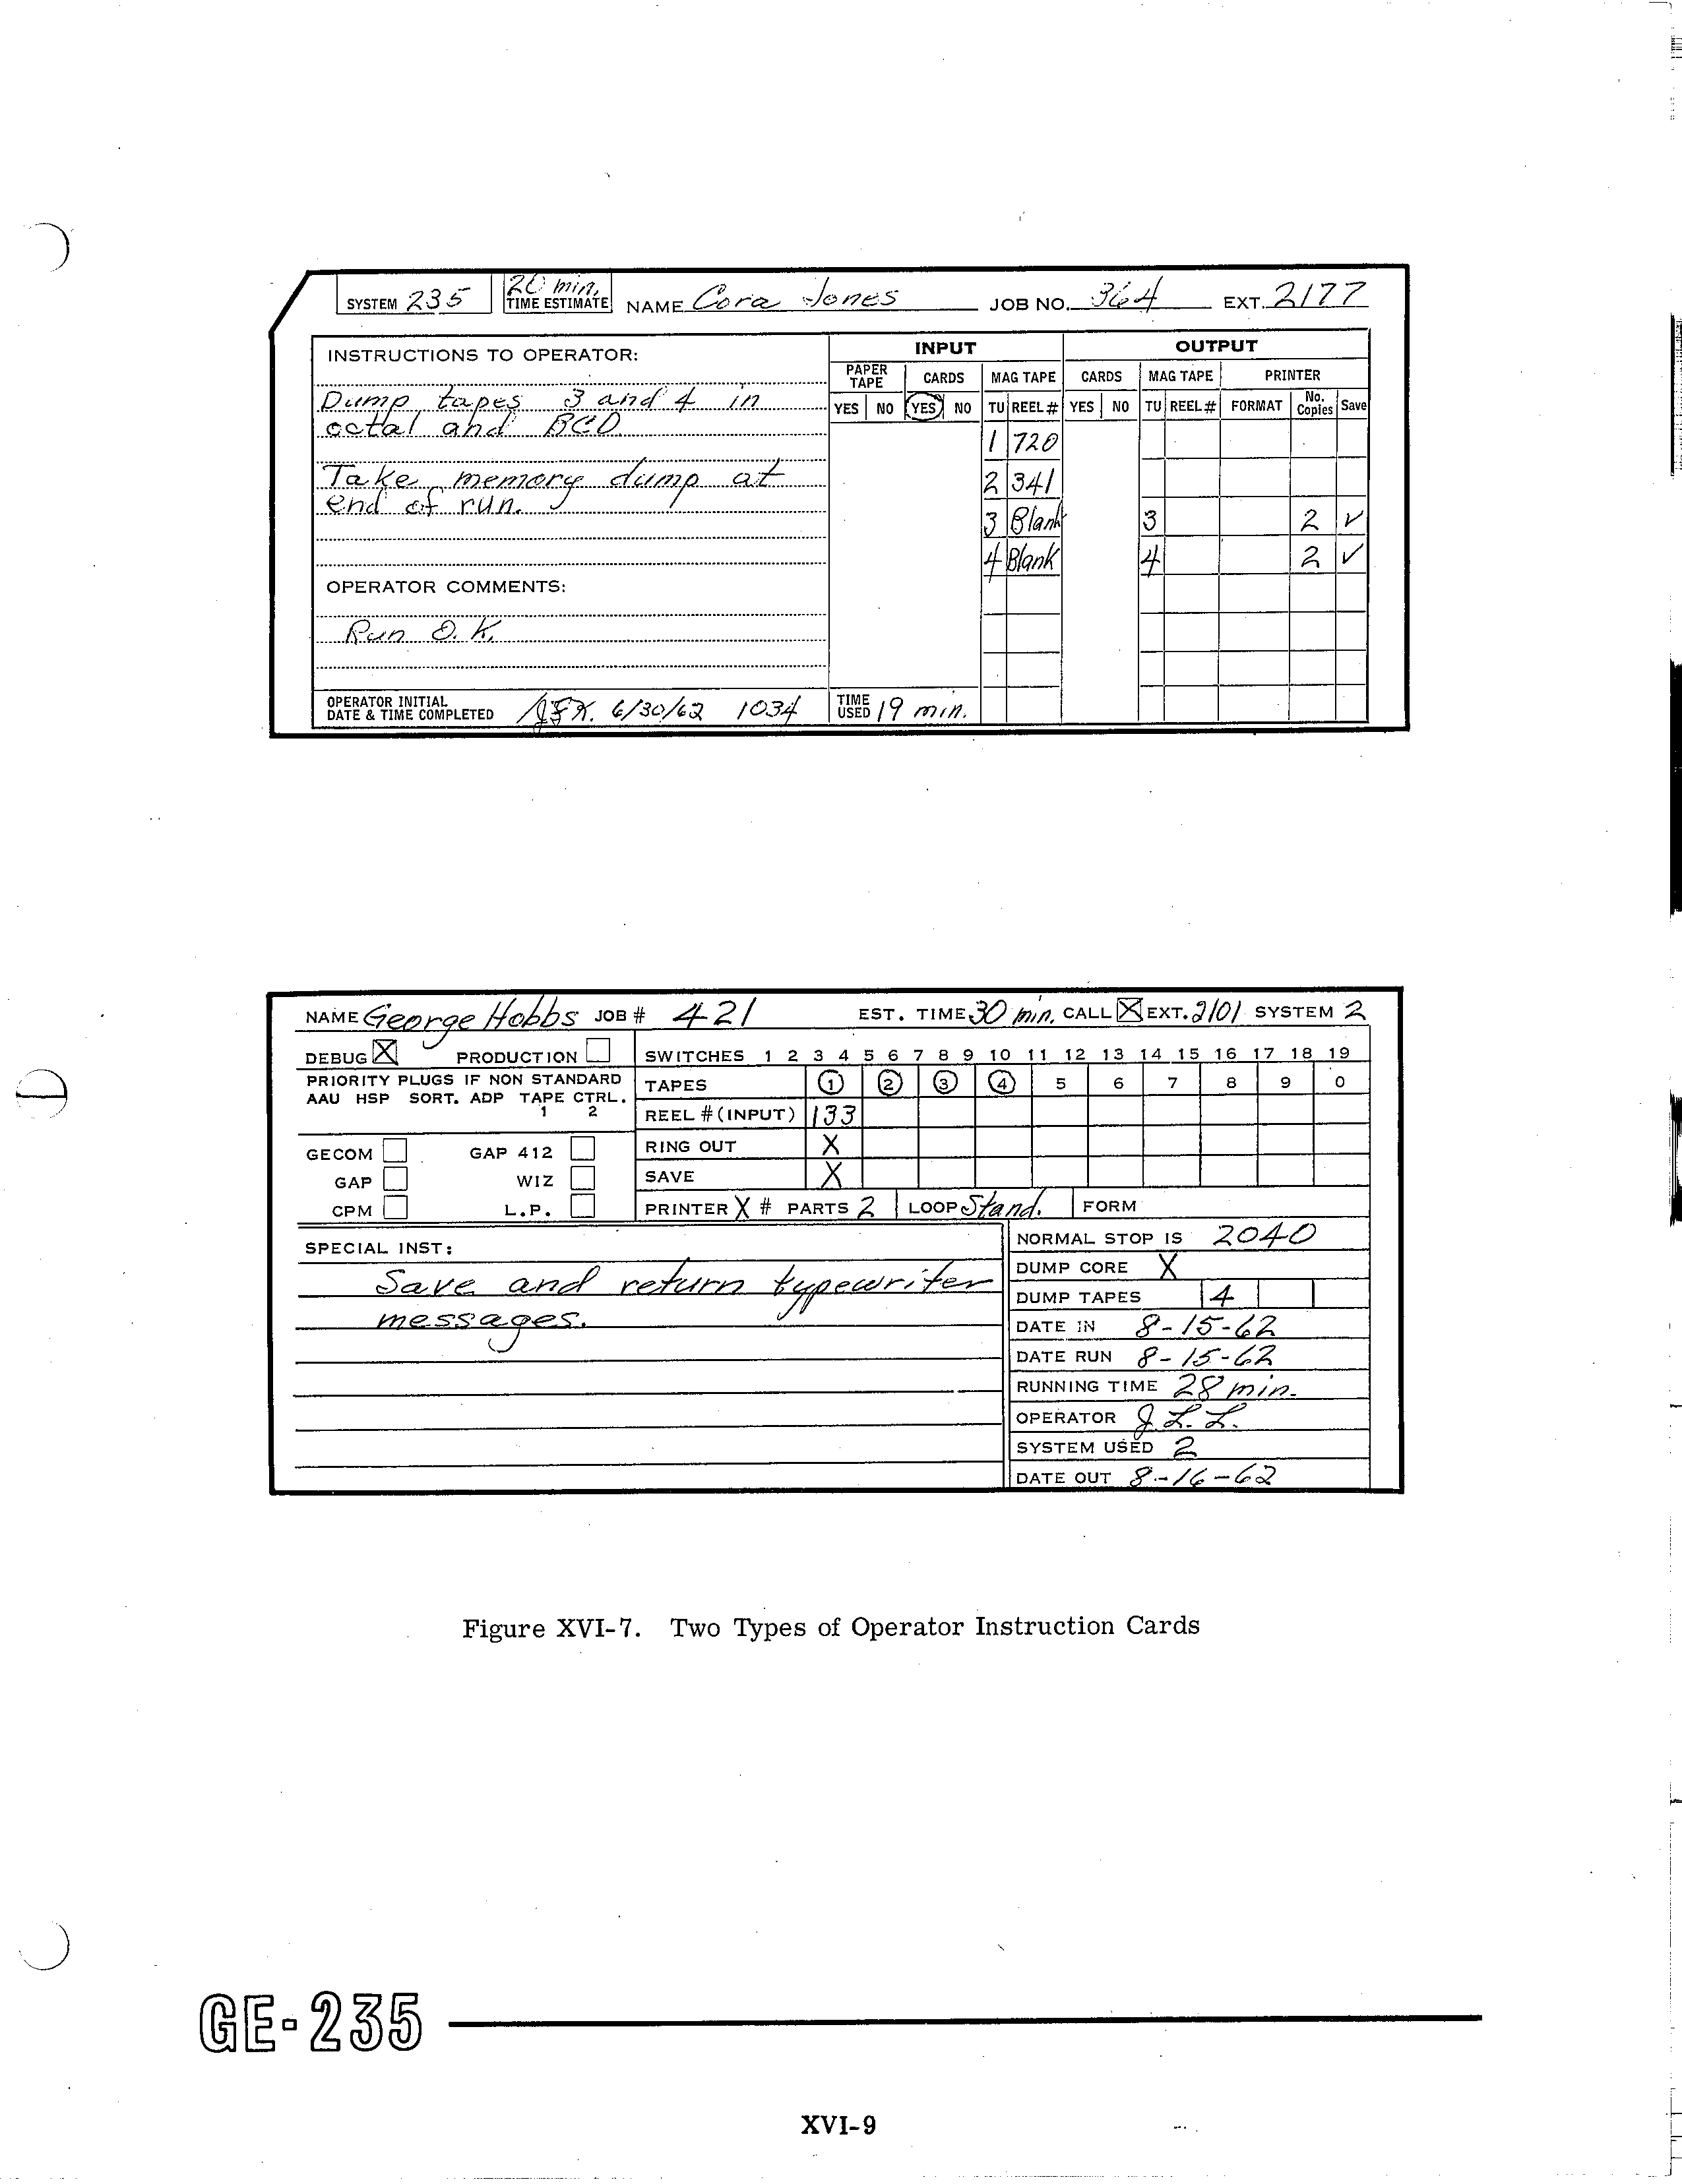 SYSTEM 235 20 min. TIME ESTIMATE NAME Cora Jones JOB NO. 364 EXT. 2177
INSTRUCTIONS TO OPERATOR: INPUT OUTPUT
PAPER TAPE CARDS MAG TAPE CARDS MAG TAPE PRINTER
YES NO YES NO TU REEL # YES NO TU REEL # FORMAT No. Copies Save
Dump tapes 3 and 4 in
octal and BCD
1 720
Take memory dump at
2 341
end of run.
3 Blank 3 2 ✓
4 Blank 4 2 ✓
OPERATOR COMMENTS:
Run O.K.
OPERATOR INITIAL
DATE & TIME COMPLETED 6/30/62 1034 TIME USED 19 min.
NAME George Hobbs JOB # 421 EST. TIME 30 min. CALL X EXT. 2101 SYSTEM 2
DEBUG X PRODUCTION SWITCHES 1 2 3 4 5 6 7 8 9 10 11 12 13 14 15 16 17 18 19
PRIORITY PLUGS IF NON STANDARD TAPES 1 2 3 4 5 6 7 8 9 0
AAU HSP SORT. ADP TAPE CTRL.
1 2 REEL # (INPUT) 133
GECOM GAP 412 RING OUT X
GAP WIZ SAVE X
CPM L.P. PRINTER X # PARTS 2 LOOP Stand. FORM
SPECIAL INST: NORMAL STOP IS 2040
Save and return typewriter DUMP CORE X
DUMP TAPES 4
messages. DATE IN 8-15-62
DATE RUN 8-15-62
RUNNING TIME 28 min.
OPERATOR J.L.L.
SYSTEM USED 2
DATE OUT 8-16-62
Figure XVI-7. Two Types of Operator Instruction Cards
GE-235
XVI-9